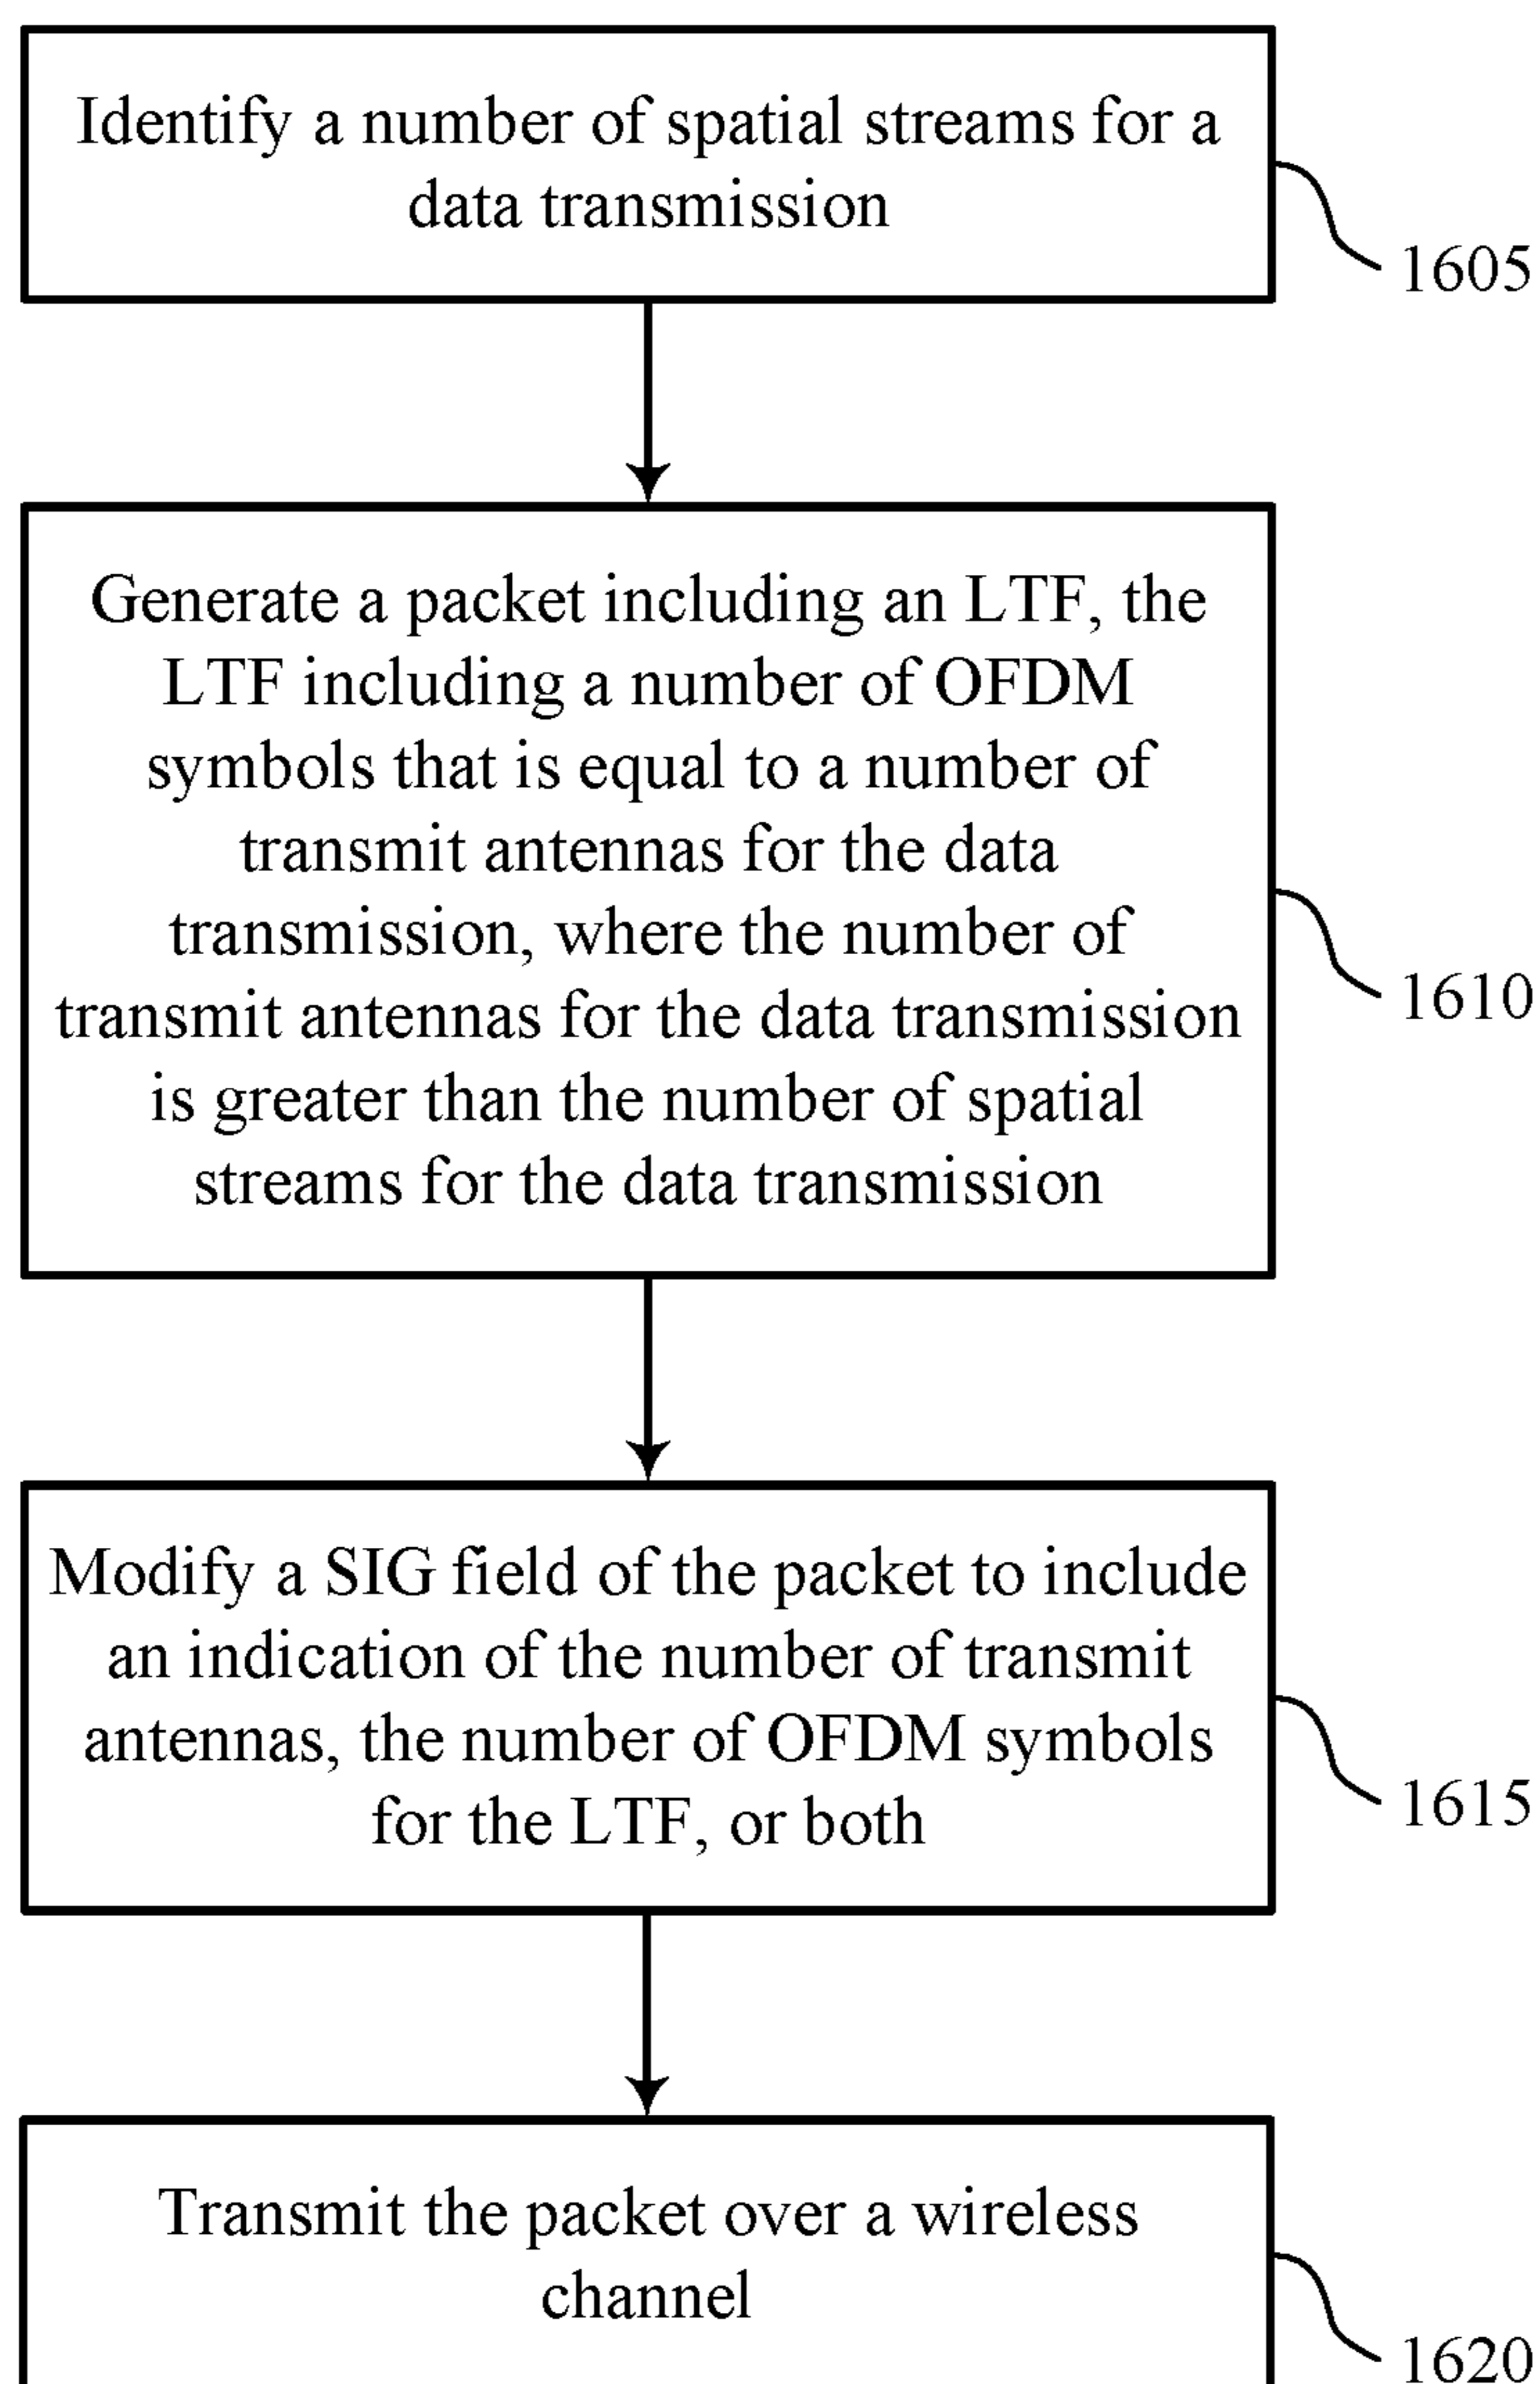 Identify a number of spatial streams for a
data transmission
1605
Generate a packet including an LTF, the
LTF including a number of OFDM
symbols that is equal to a number of
transmit antennas for the data
transmission, where the number of
transmit antennas for the data transmission
is greater than the number of spatial
streams for the data transmission
1610
Modify a SIG field of the packet to include
an indication of the number of transmit
antennas, the number of OFDM symbols
for the LTF, or both
1615
Transmit the packet over a wireless
channel
1620